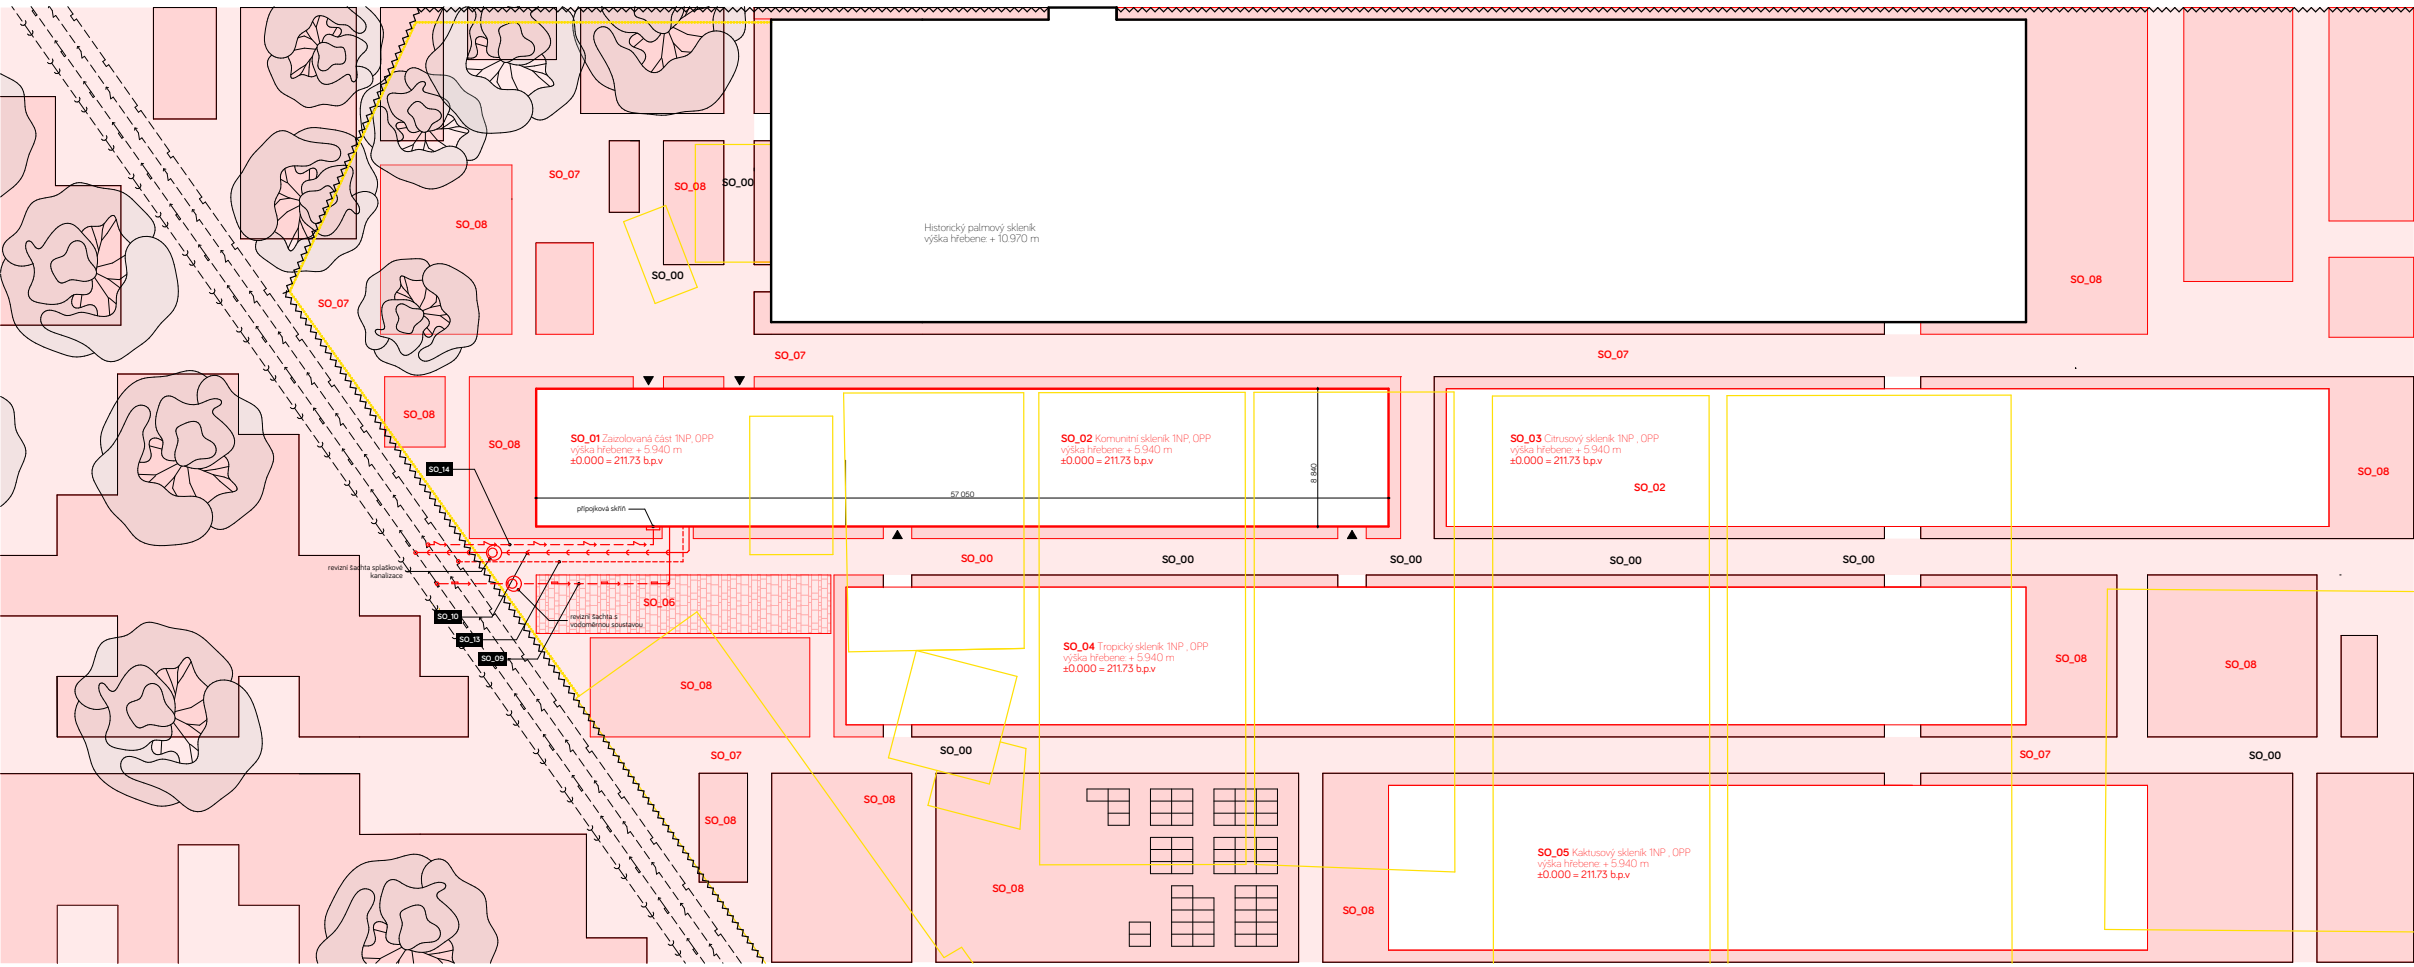 SO_07
SO_08
SO_00
SO_08
Historický palmový skleník
výška hřebene: + 10.970 m
SO_00
SO_08
SO_07
SO_07
SO_07
SO_08
SO_08
SO_01 Zaizolovaná část 1NP, 0PP
výška hřebene: + 5.940 m
±0.000 = 211.73 b.p.v
SO_02 Komunitní skleník 1NP, 0PP
výška hřebene: + 5.940 m
±0.000 = 211.73 b.p.v
SO_03 Citrusový skleník 1NP , 0PP
výška hřebene: + 5.940 m
±0.000 = 211.73 b.p.v
SO_02
SO_08
SO_14
8 840
57 050
přípojková skříň
SO_00
SO_00
SO_00
SO_00
SO_00
revizní šachta splaškové
kanalizace
SO_06
SO_10
revizní šachta s
vodoměrnou soustavou
SO_13
SO_09
SO_04 Tropický skleník 1NP , 0PP
výška hřebene: + 5.940 m
±0.000 = 211.73 b.p.v
SO_08
SO_08
SO_08
SO_07
SO_00
SO_07
SO_00
SO_08
SO_08
SO_05 Kaktusový skleník 1NP , 0PP
výška hřebene: + 5.940 m
±0.000 = 211.73 b.p.v
SO_08
SO_08